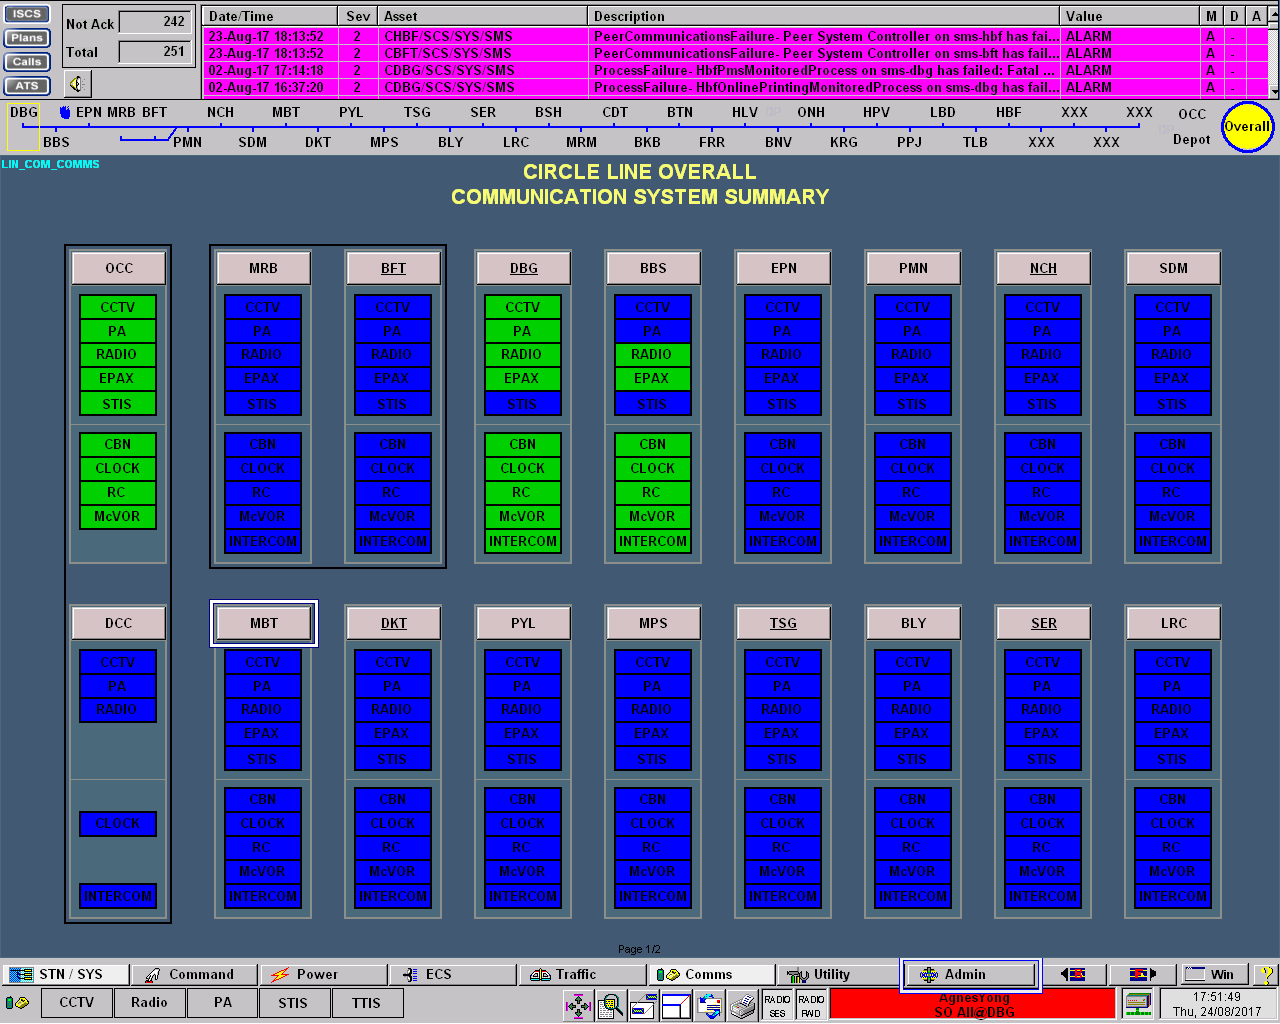 ISCS
Plans
Calls
ATS
Not Ack 242
Total 251
Date/Time Sev Asset Description Value M D A
23-Aug-17 18:13:52 2 CHBF/SCS/SYS/SMS PeerCommunicationsFailure- Peer System Controller on sms-hbf has fai... ALARM A -
23-Aug-17 18:13:52 2 CBFT/SCS/SYS/SMS PeerCommunicationsFailure- Peer System Controller on sms-bft has fai... ALARM A -
02-Aug-17 17:14:18 2 CDBG/SCS/SYS/SMS ProcessFailure- HbfPmsMonitoredProcess on sms-dbg has failed: Fatal ... ALARM A -
02-Aug-17 16:37:20 2 CDBG/SCS/SYS/SMS ProcessFailure- HbfOnlinePrintingMonitoredProcess on sms-dbg has fail... ALARM A -
DBG EPN MRB BFT NCH MBT PYL TSG SER BSH CDT BTN HLV ONH HPV LBD HBF XXX XXX OCC
Overall
BBS PMN SDM DKT MPS BLY LRC MRM BKB FRR BNV KRG PPJ TLB XXX XXX Depot
LIN_COM_COMMS
CIRCLE LINE OVERALL
COMMUNICATION SYSTEM SUMMARY
OCC MRB BFT DBG BBS EPN PMN NCH SDM
CCTV CCTV CCTV CCTV CCTV CCTV CCTV CCTV CCTV
PA PA PA PA PA PA PA PA PA
RADIO RADIO RADIO RADIO RADIO RADIO RADIO RADIO RADIO
EPAX EPAX EPAX EPAX EPAX EPAX EPAX EPAX EPAX
STIS STIS STIS STIS STIS STIS STIS STIS STIS
CBN CBN CBN CBN CBN CBN CBN CBN CBN
CLOCK CLOCK CLOCK CLOCK CLOCK CLOCK CLOCK CLOCK CLOCK
RC RC RC RC RC RC RC RC RC
McVOR McVOR McVOR McVOR McVOR McVOR McVOR McVOR McVOR
INTERCOM INTERCOM INTERCOM INTERCOM INTERCOM INTERCOM INTERCOM INTERCOM
DCC MBT DKT PYL MPS TSG BLY SER LRC
CCTV CCTV CCTV CCTV CCTV CCTV CCTV CCTV CCTV
PA PA PA PA PA PA PA PA PA
RADIO RADIO RADIO RADIO RADIO RADIO RADIO RADIO RADIO
EPAX EPAX EPAX EPAX EPAX EPAX EPAX EPAX
STIS STIS STIS STIS STIS STIS STIS STIS
CBN CBN CBN CBN CBN CBN CBN CBN
CLOCK CLOCK CLOCK CLOCK CLOCK CLOCK CLOCK CLOCK CLOCK
RC RC RC RC RC RC RC RC
McVOR McVOR McVOR McVOR McVOR McVOR McVOR McVOR
INTERCOM INTERCOM INTERCOM INTERCOM INTERCOM INTERCOM INTERCOM INTERCOM INTERCOM
Page 1/2
STN / SYS Command Power ECS Traffic Comms Utility Admin Win
CCTV Radio PA STIS TTIS
RADIO SES
RADIO RAD
AgnesYong
SO All@DBG
17:51:49
Thu, 24/08/2017